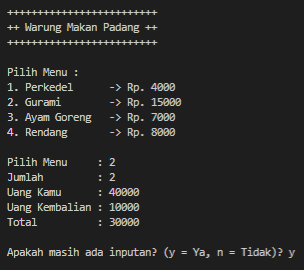 +++++++++++++++++++++++++
++ Warung Makan Padang ++
+++++++++++++++++++++++++
Pilih Menu :
1. Perkedel -> Rp. 4000
2. Gurami -> Rp. 15000
3. Ayam Goreng -> Rp. 7000
4. Rendang -> Rp. 8000
Pilih Menu : 2
Jumlah : 2
Uang Kamu : 40000
Uang Kembalian : 10000
Total : 30000
Apakah masih ada inputan? (y = Ya, n = Tidak)? y